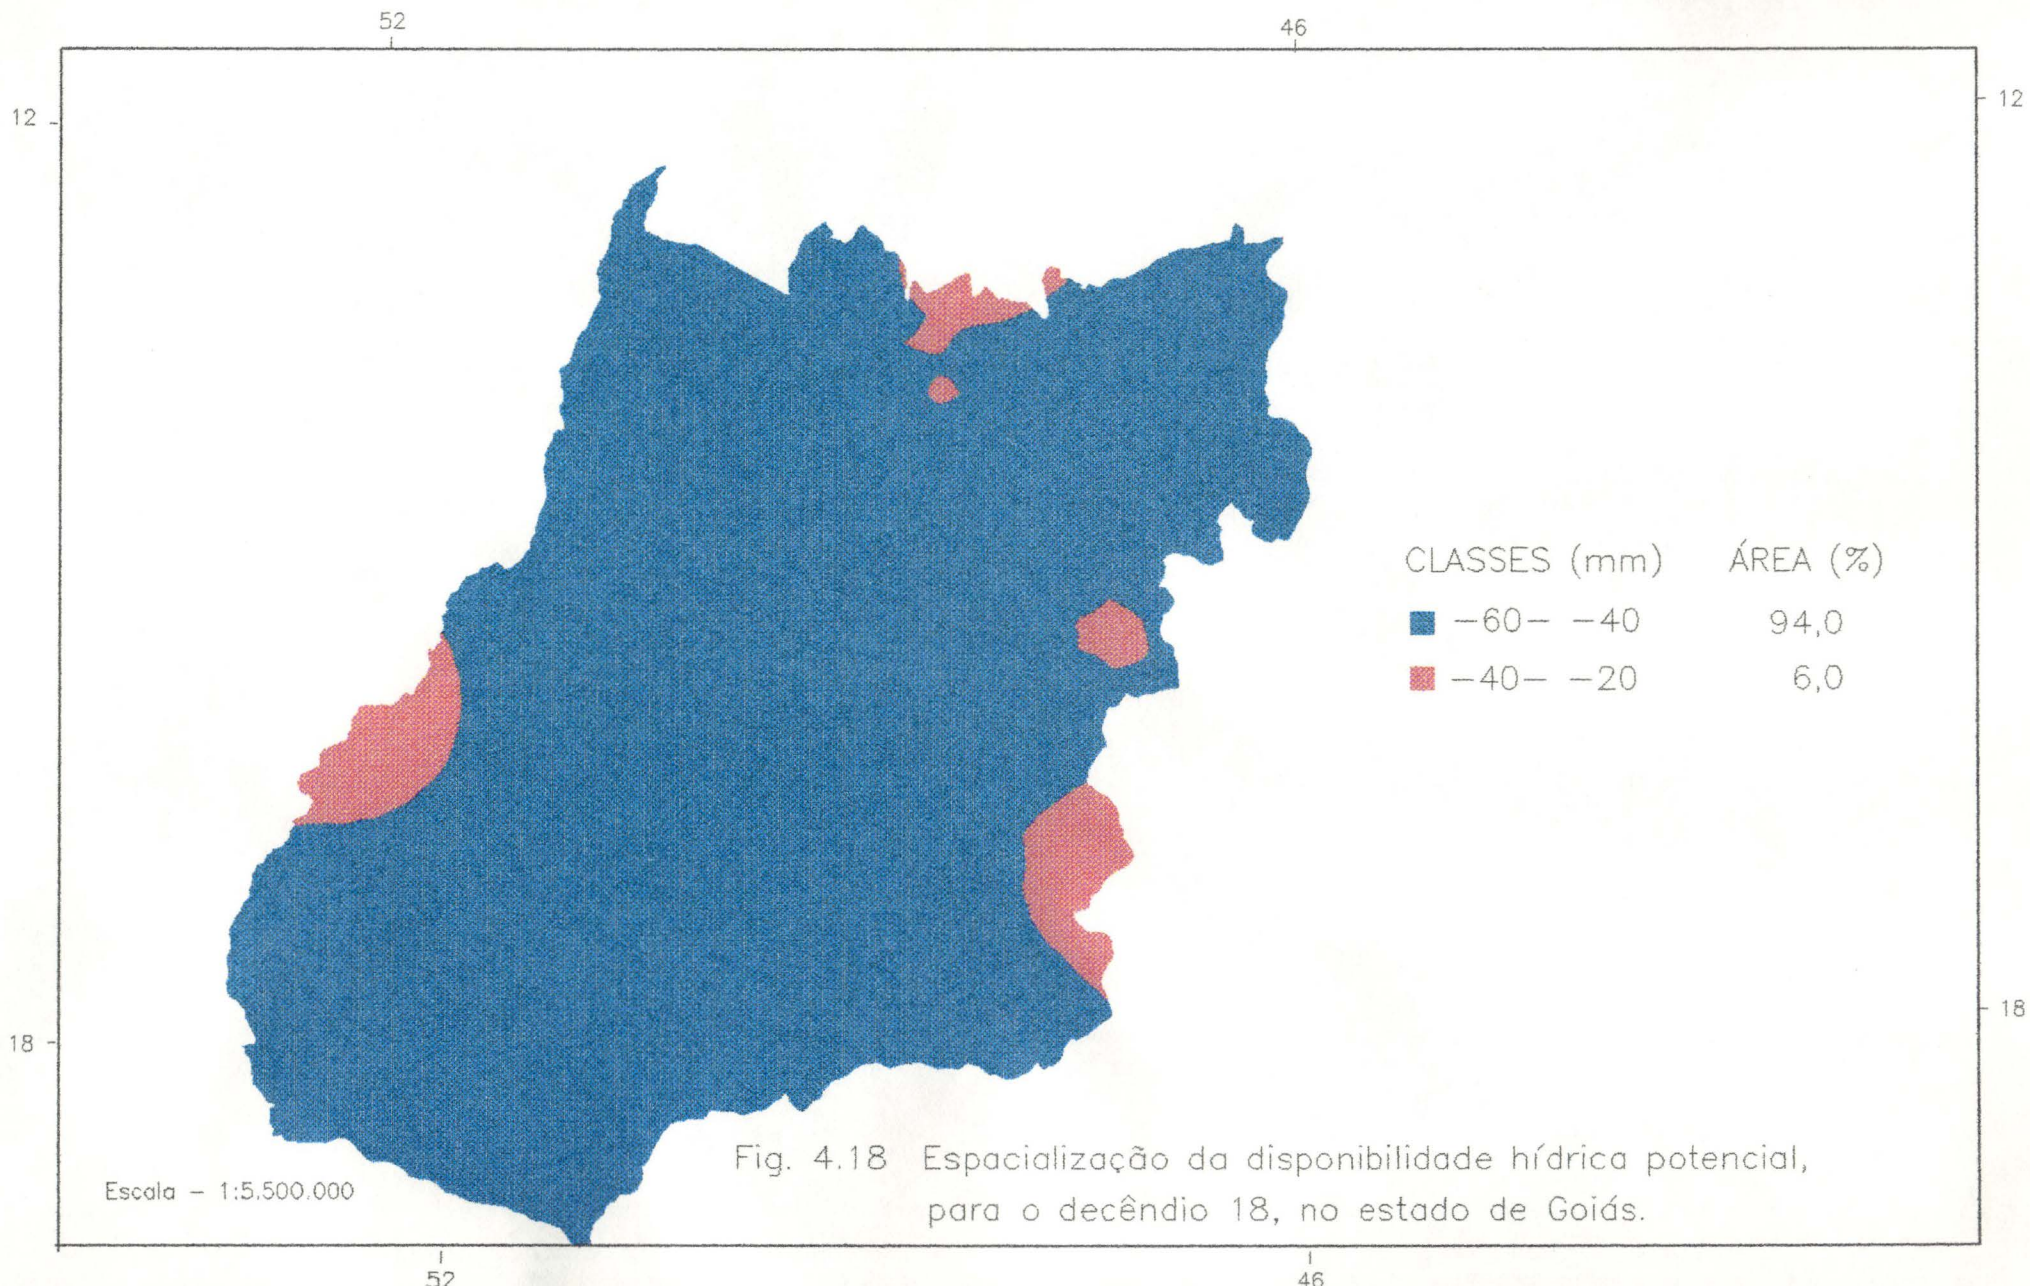 52 46
12 12
CLASSES (mm) ÁREA (%)
−60− −40 94,0
−40− −20 6,0
18 18
Fig. 4.18 Espacialização da disponibilidade hídrica potencial,
para o decêndio 18, no estado de Goiás.
Escala − 1:5.500.000
52 46